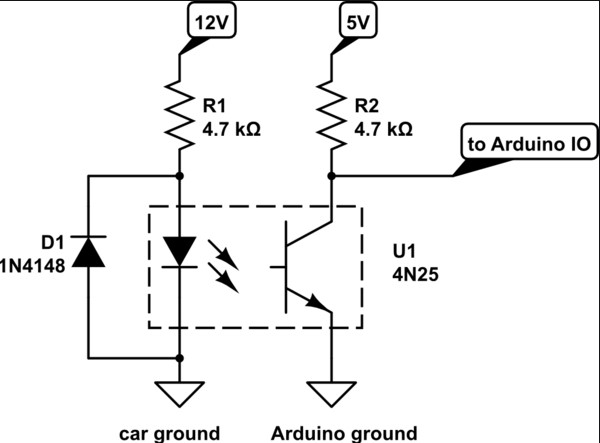 12V
5V
R1
4.7 kΩ
R2
4.7 kΩ
to Arduino IO
D1
1N4148
U1
4N25
car ground
Arduino ground